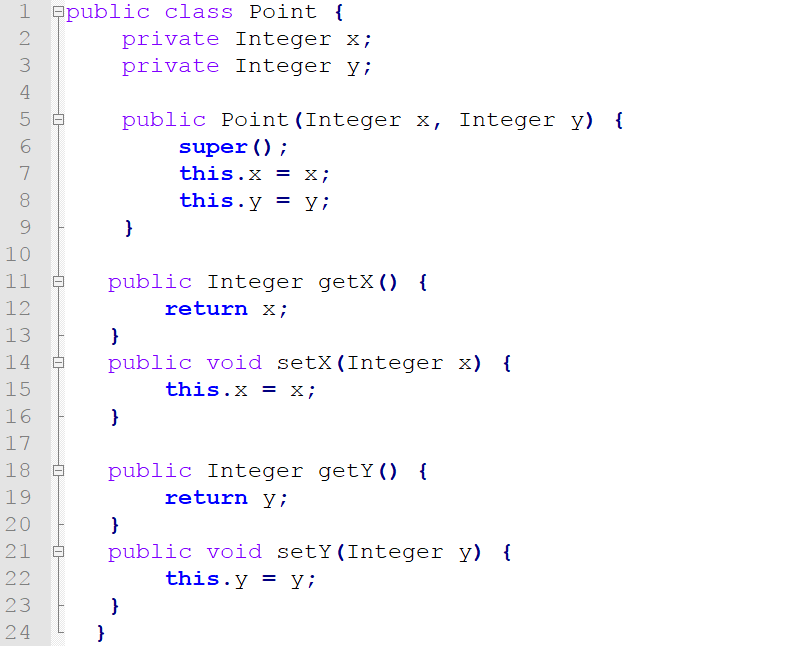 1 public class Point {
2 private Integer x;
3 private Integer y;
4
5 public Point(Integer x, Integer y) {
6 super();
7 this.x = x;
8 this.y = y;
9 }
10
11 public Integer getX() {
12 return x;
13 }
14 public void setX(Integer x) {
15 this.x = x;
16 }
17
18 public Integer getY() {
19 return y;
20 }
21 public void setY(Integer y) {
22 this.y = y;
23 }
24 }